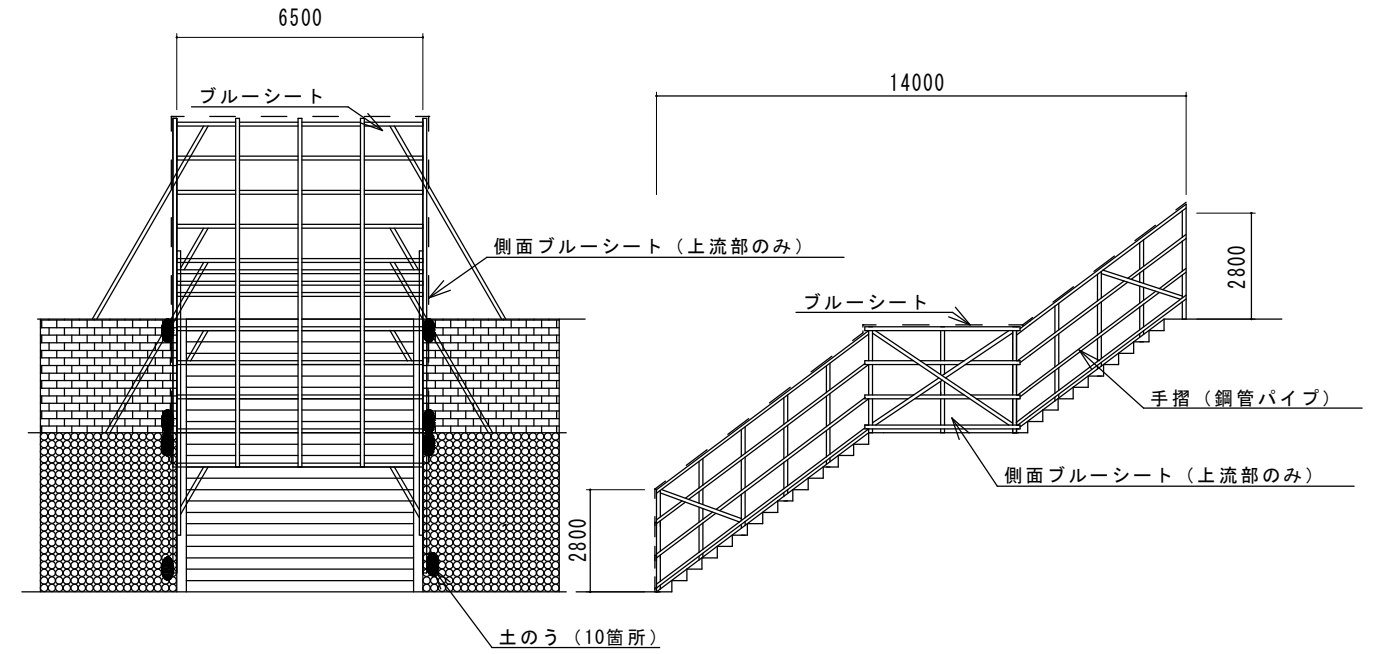 6500
ブルーシート
側面ブルーシート（上流部のみ）
土のう（10箇所）
14000
2800
ブルーシート
手摺（鋼管パイプ）
側面ブルーシート（上流部のみ）
2800